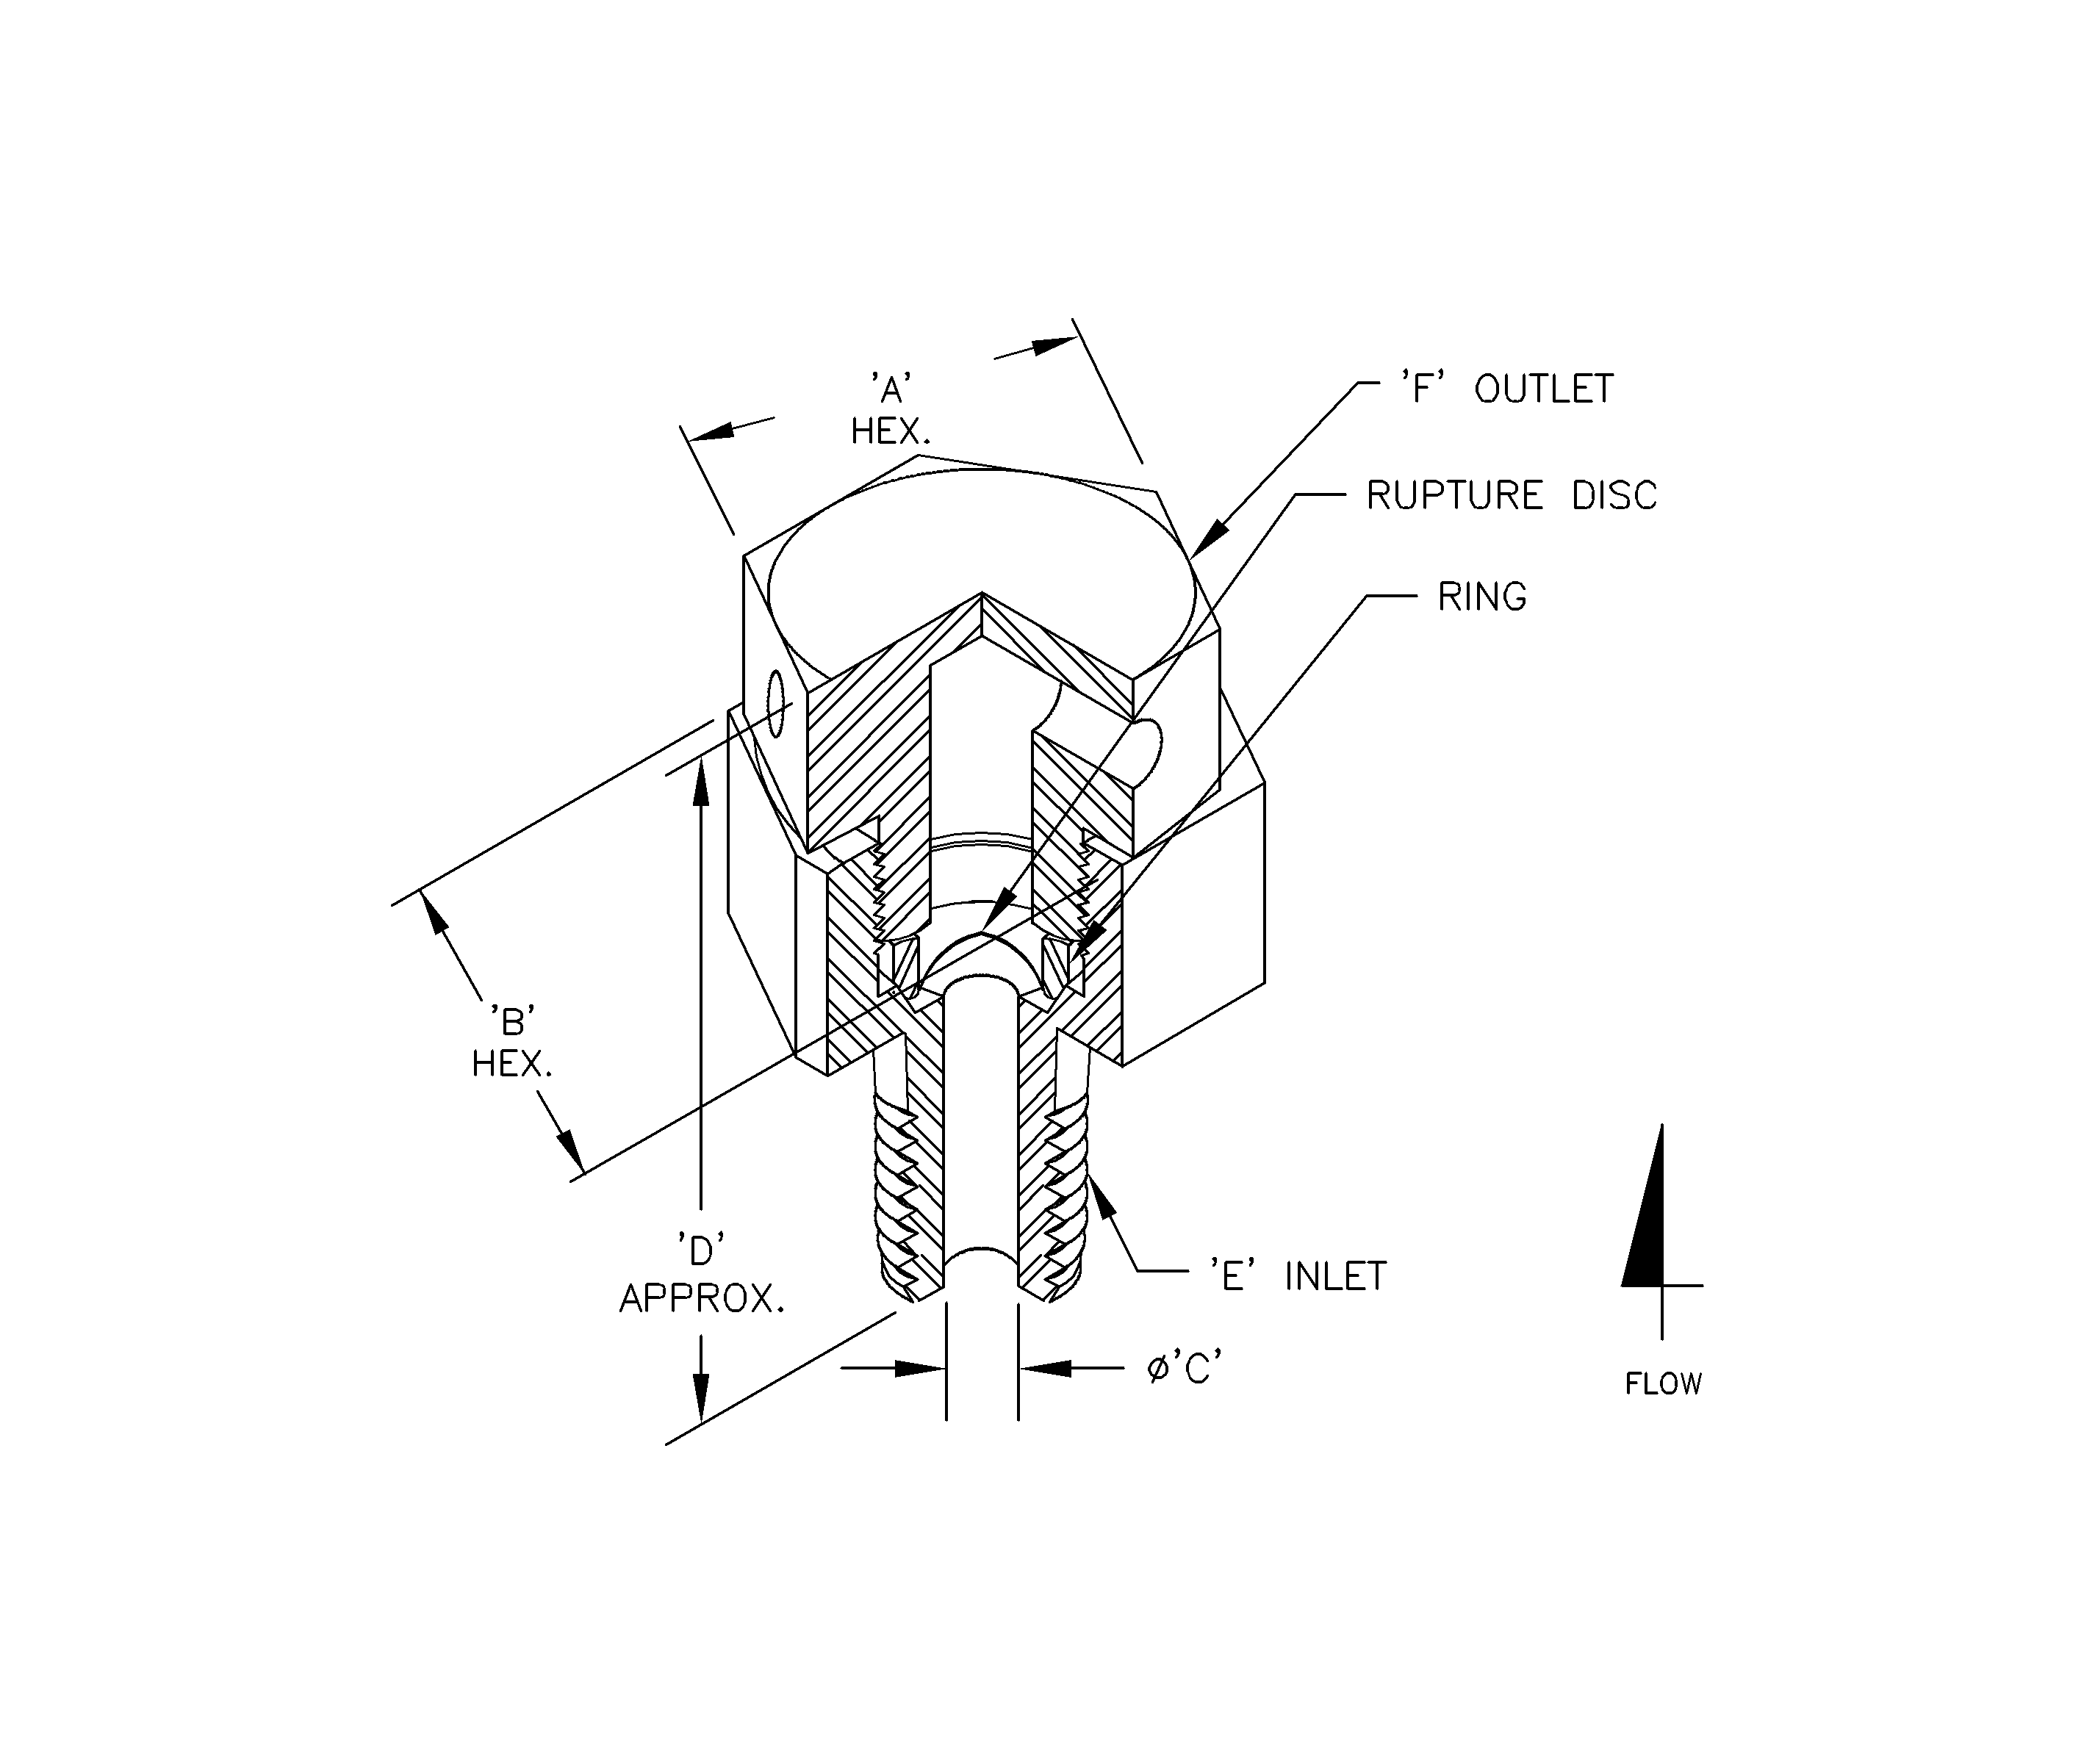 'A'
HEX.
'F' OUTLET
RUPTURE DISC
RING
'B'
HEX.
'D'
APPROX.
'E' INLET
ø'C'
FLOW